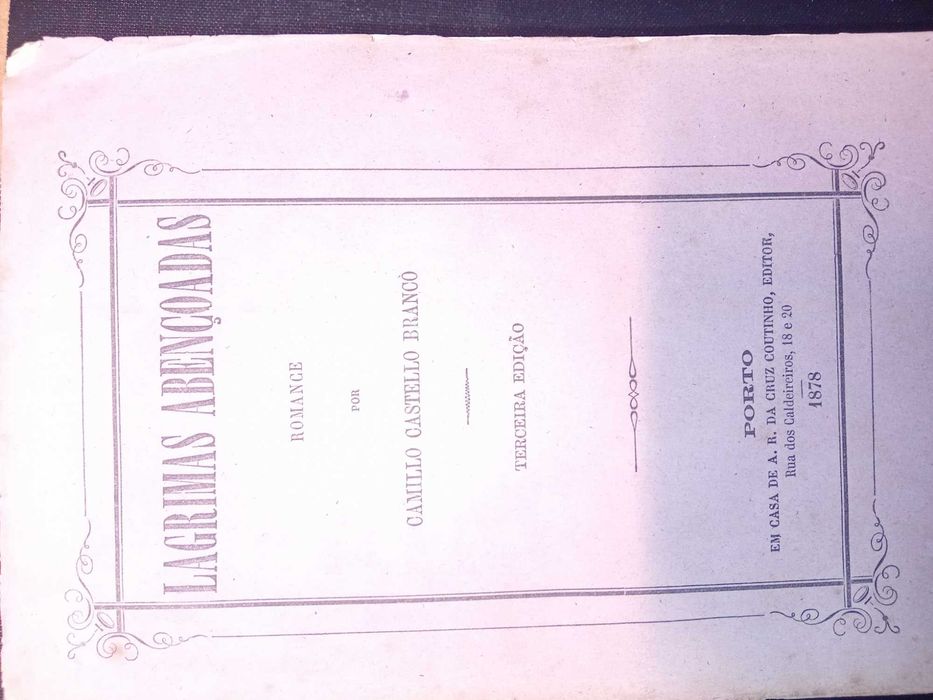 LAGRIMAS ABENÇOADAS
ROMANCE
POR
CAMILLO CASTELLO BRANCO
TERCEIRA EDIÇÃO
PORTO
EM CASA DE A. R. DA CRUZ COUTINHO, EDITOR,
Rua dos Caldeireiros, 18 e 20
1878